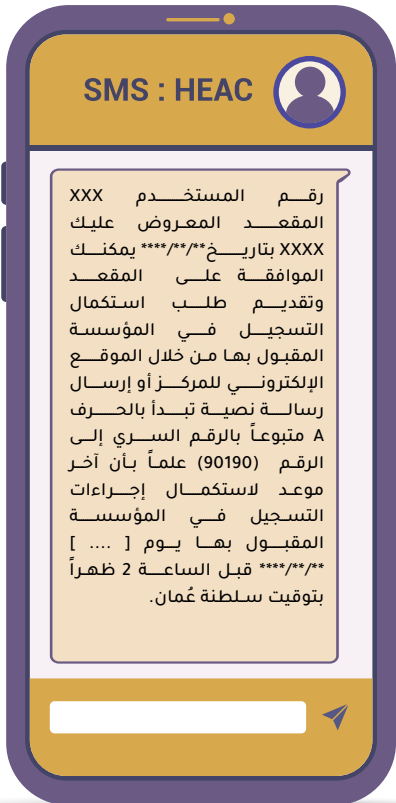 SMS : HEAC
رقم المستخدم XXX
المقعد المعروض عليك
XXXX بتاريخ**/**/**** يمكنك
الموافقة على المقعد
وتقديم طلب استكمال
التسجيل في المؤسسة
المقبول بها من خلال الموقع
الإلكتروني للمركز أو إرسال
رسالة نصية تبدأ بالحرف
A متبوعاً بالرقم السري إلى
الرقم (90190) علماً بأن آخر
موعد لاستكمال إجراءات
التسجيل في المؤسسة
المقبول بها يوم [ .... ]
**/**/**** قبل الساعة 2 ظهراً
بتوقيت سلطنة عُمان.